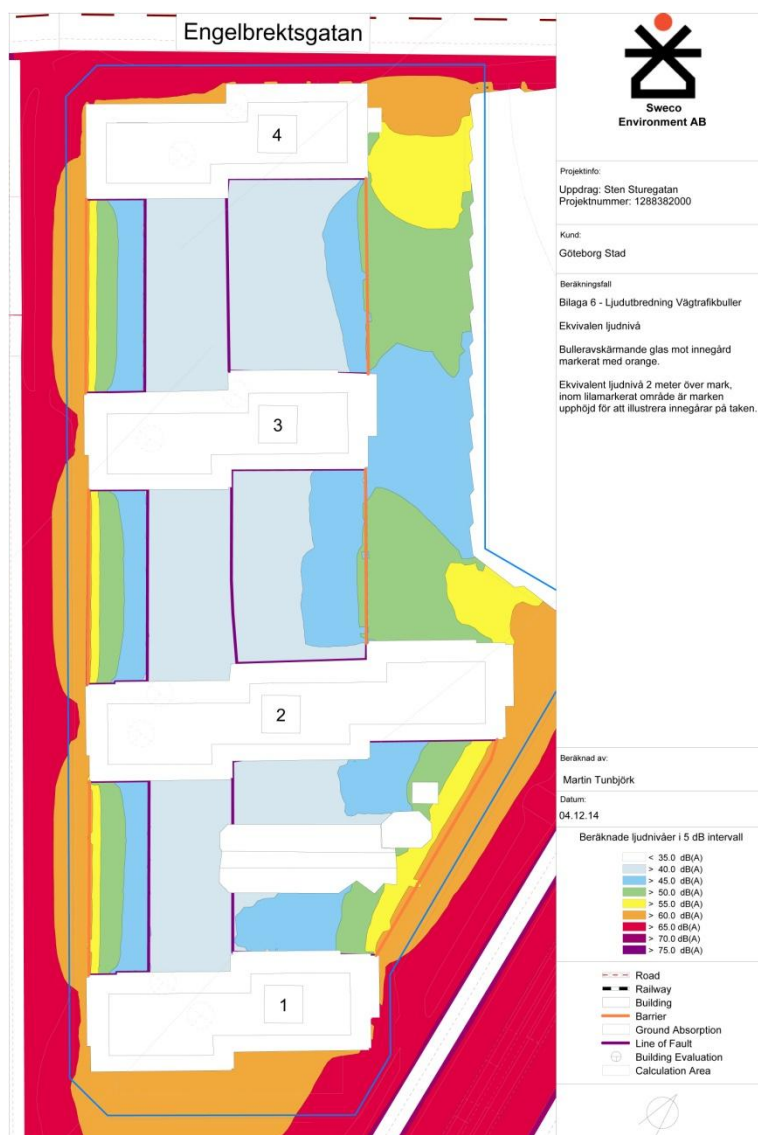 Engelbrektsgatan
4
3
2
1
Sweco
Environment AB
Projektinfo:
Uppdrag: Sten Sturegatan
Projektnummer: 1288382000
Kund:
Göteborg Stad
Beräkningsfall
Bilaga 6 - Ljudutbredning Vägtrafikbuller
Ekvivalen ljudnivå
Bulleravskärmande glas mot innegård
markerat med orange.
Ekvivalent ljudnivå 2 meter över mark,
inom lilamarkerat område är marken
upphöjd för att illustrera innegårar på taken.
Beräknad av:
Martin Tunbjörk
Datum:
04.12.14
Beräknade ljudnivåer i 5 dB intervall
< 35.0 dB(A)
> 40.0 dB(A)
> 45.0 dB(A)
> 50.0 dB(A)
> 55.0 dB(A)
> 60.0 dB(A)
> 65.0 dB(A)
> 70.0 dB(A)
> 75.0 dB(A)
Road
Railway
Building
Barrier
Ground Absorption
Line of Fault
Building Evaluation
Calculation Area